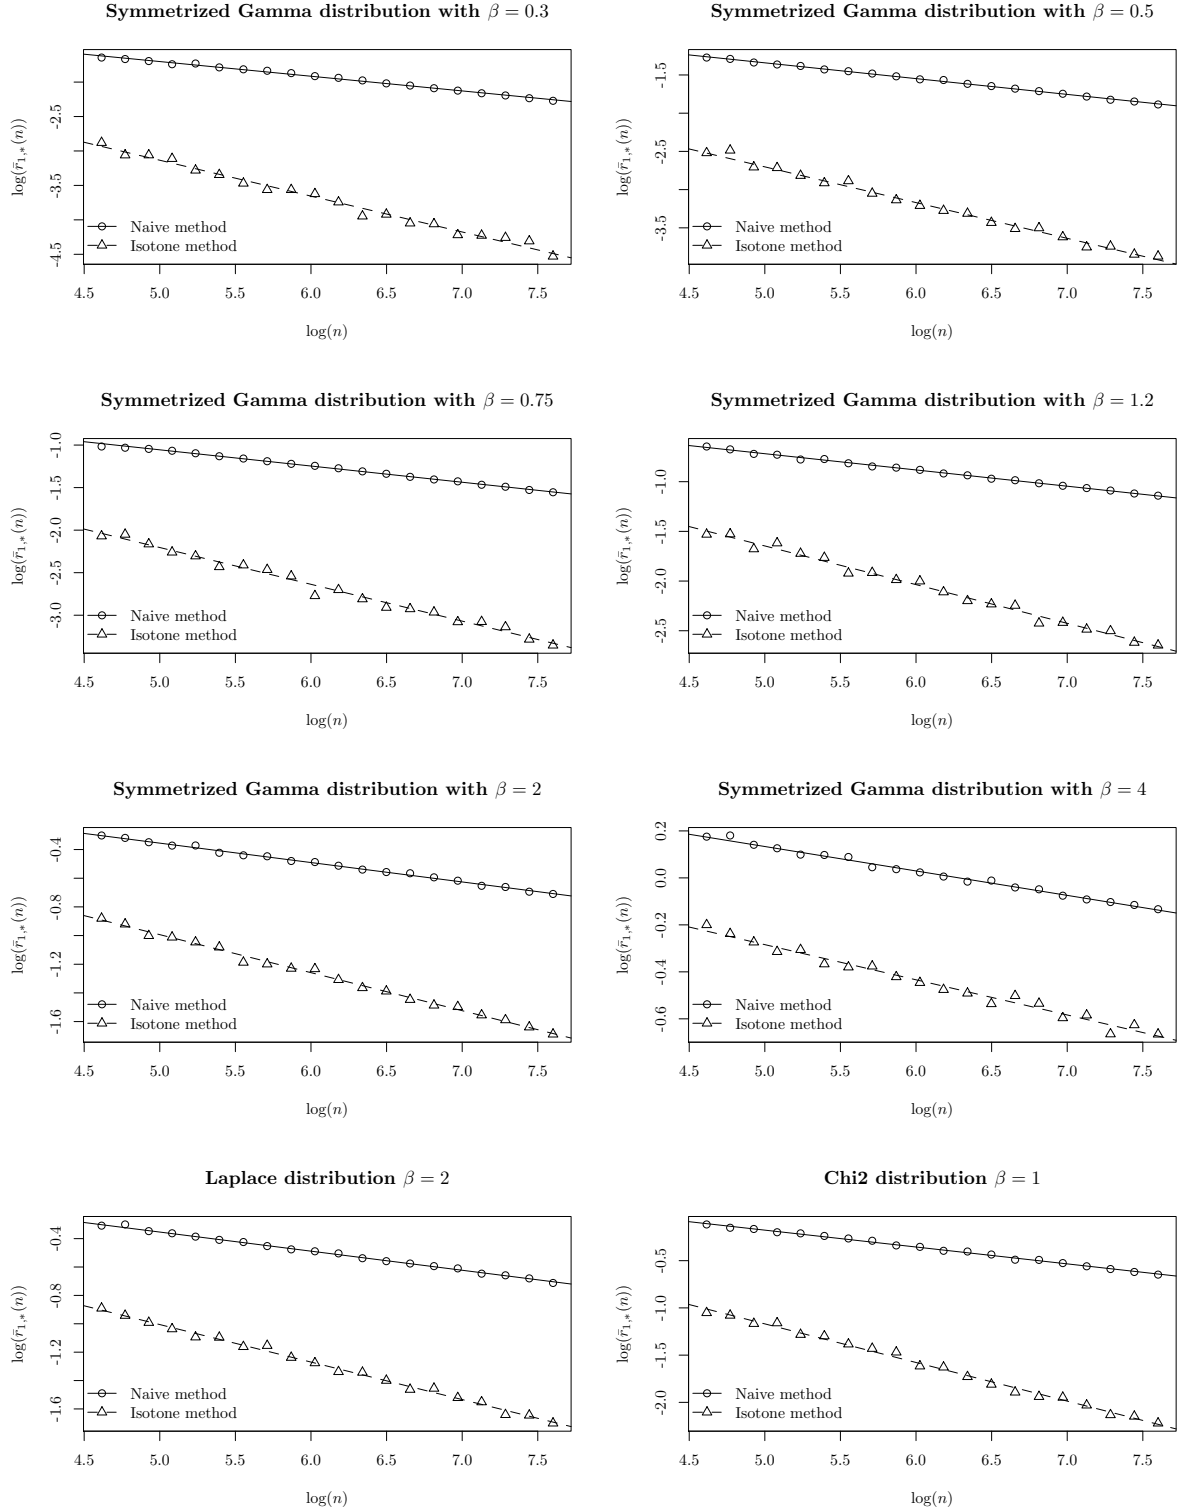 Symmetrized Gamma distribution with β = 0.3
-2.5
-3.5
-4.5
log(r̄₁,*(n))
Naive method
Isotone method
4.5 5.0 5.5 6.0 6.5 7.0 7.5
log(n)
Symmetrized Gamma distribution with β = 0.5
-1.5
-2.5
-3.5
log(r̄₁,*(n))
Naive method
Isotone method
4.5 5.0 5.5 6.0 6.5 7.0 7.5
log(n)
Symmetrized Gamma distribution with β = 0.75
-1.0
-1.5
-2.0
-2.5
-3.0
log(r̄₁,*(n))
Naive method
Isotone method
4.5 5.0 5.5 6.0 6.5 7.0 7.5
log(n)
Symmetrized Gamma distribution with β = 1.2
-1.0
-1.5
-2.0
-2.5
log(r̄₁,*(n))
Naive method
Isotone method
4.5 5.0 5.5 6.0 6.5 7.0 7.5
log(n)
Symmetrized Gamma distribution with β = 2
-0.4
-0.8
-1.2
-1.6
log(r̄₁,*(n))
Naive method
Isotone method
4.5 5.0 5.5 6.0 6.5 7.0 7.5
log(n)
Symmetrized Gamma distribution with β = 4
0.2
0.0
-0.2
-0.4
-0.6
log(r̄₁,*(n))
Naive method
Isotone method
4.5 5.0 5.5 6.0 6.5 7.0 7.5
log(n)
Laplace distribution β = 2
-0.4
-0.8
-1.2
-1.6
log(r̄₁,*(n))
Naive method
Isotone method
4.5 5.0 5.5 6.0 6.5 7.0 7.5
log(n)
Chi2 distribution β = 1
-0.5
-1.0
-1.5
-2.0
log(r̄₁,*(n))
Naive method
Isotone method
4.5 5.0 5.5 6.0 6.5 7.0 7.5
log(n)